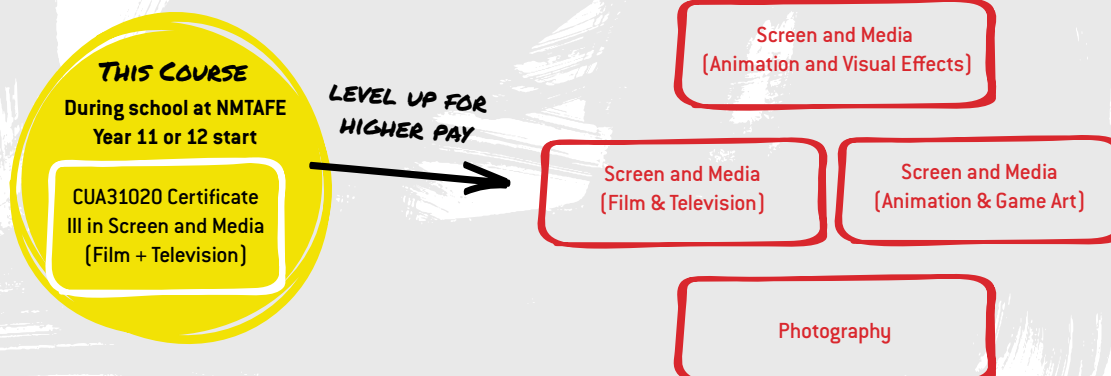 This Course
During school at NMTAFE
Year 11 or 12 start
CUA31020 Certificate
III in Screen and Media
(Film + Television)
LEVEL UP FOR
HIGHER PAY
Screen and Media
(Animation and Visual Effects)
Screen and Media
(Film & Television)
Screen and Media
(Animation & Game Art)
Photography